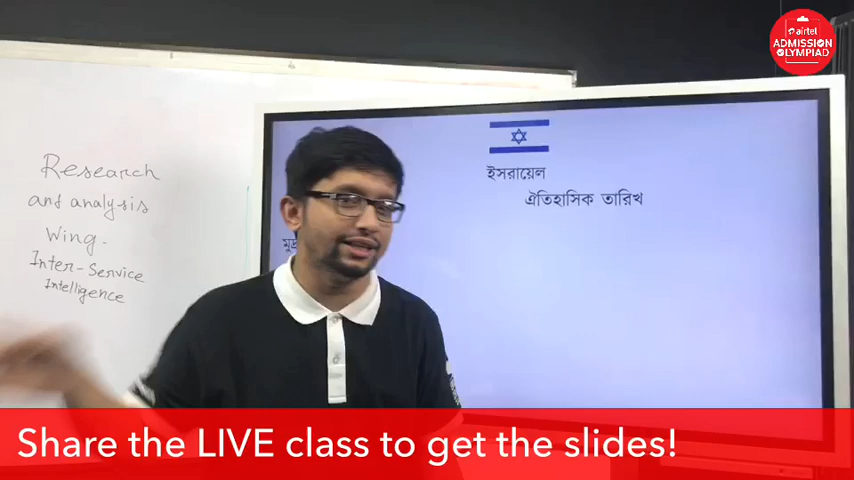 airtel
ADMISSION
OLYMPIAD
Research
and analysis
Wing.
Inter-Service
Intelligence
ইসরায়েল
ঐতিহাসিক তারিখ
Share the LIVE class to get the slides!